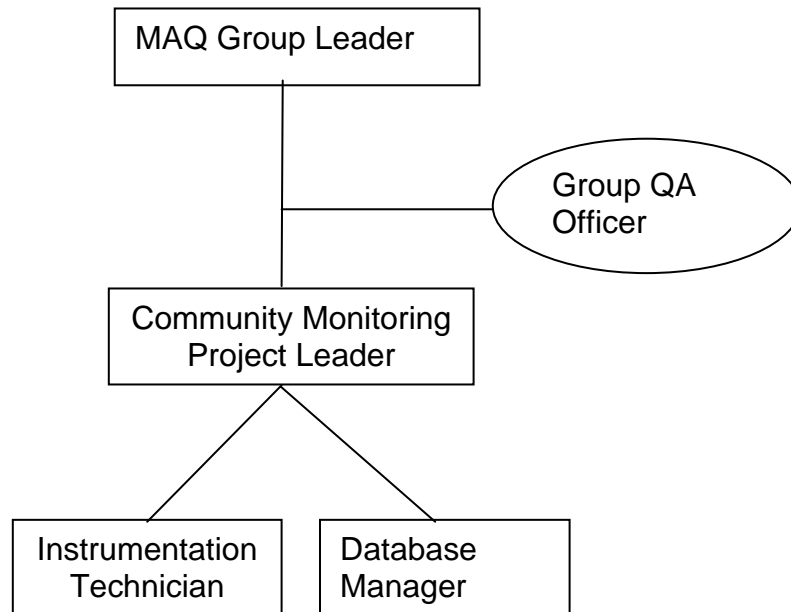 MAQ Group Leader
Group QA
Officer
Community Monitoring
Project Leader
Instrumentation
Technician
Database
Manager